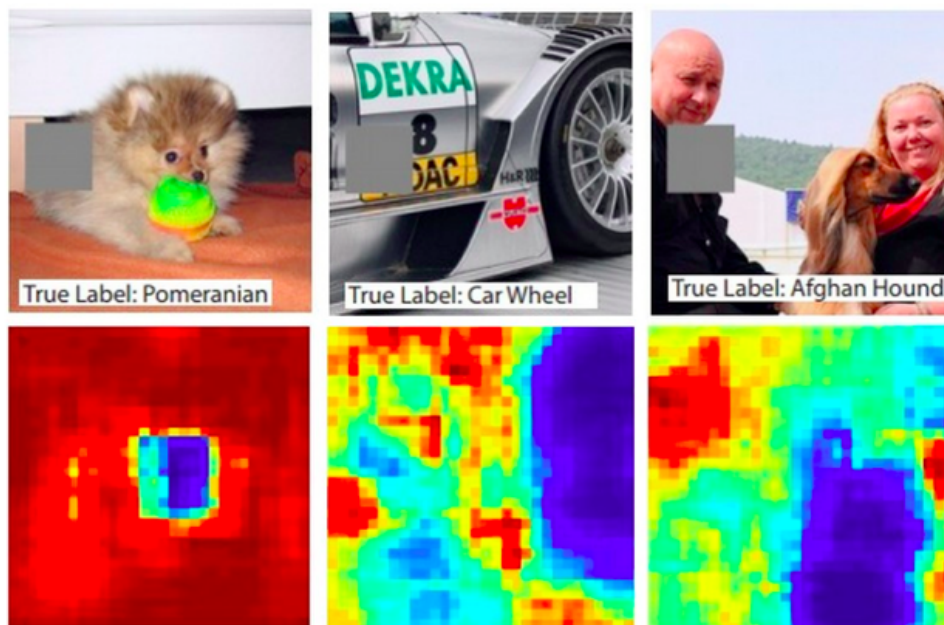 DEKRA
8
DAC
H&R
True Label: Pomeranian
True Label: Car Wheel
True Label: Afghan Hound